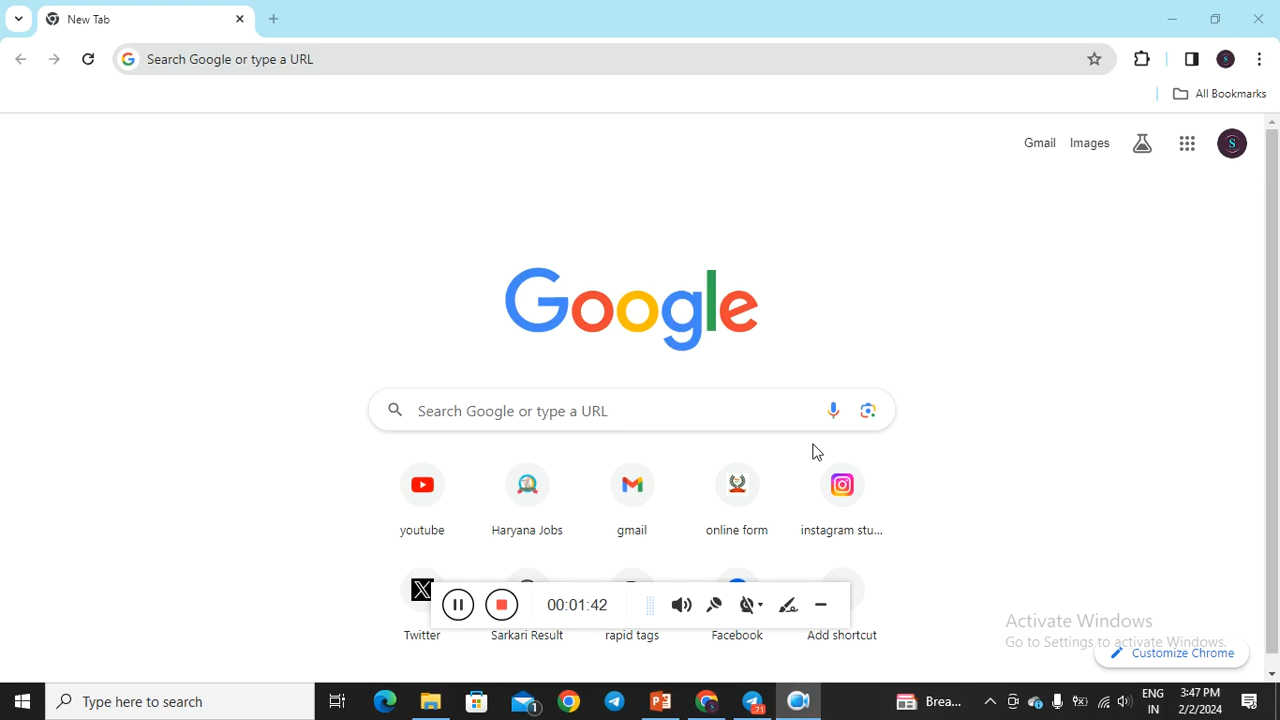 New Tab
Search Google or type a URL
All Bookmarks
Gmail Images S
Google
Search Google or type a URL
youtube Haryana Jobs gmail online form instagram stu...
00:01:42
Twitter Sarkari Result rapid tags Facebook Add shortcut
Activate Windows
Go to Settings to activate Windows.
Customize Chrome
Type here to search
1
71
Brea...
ENG
IN
3:47 PM
2/2/2024